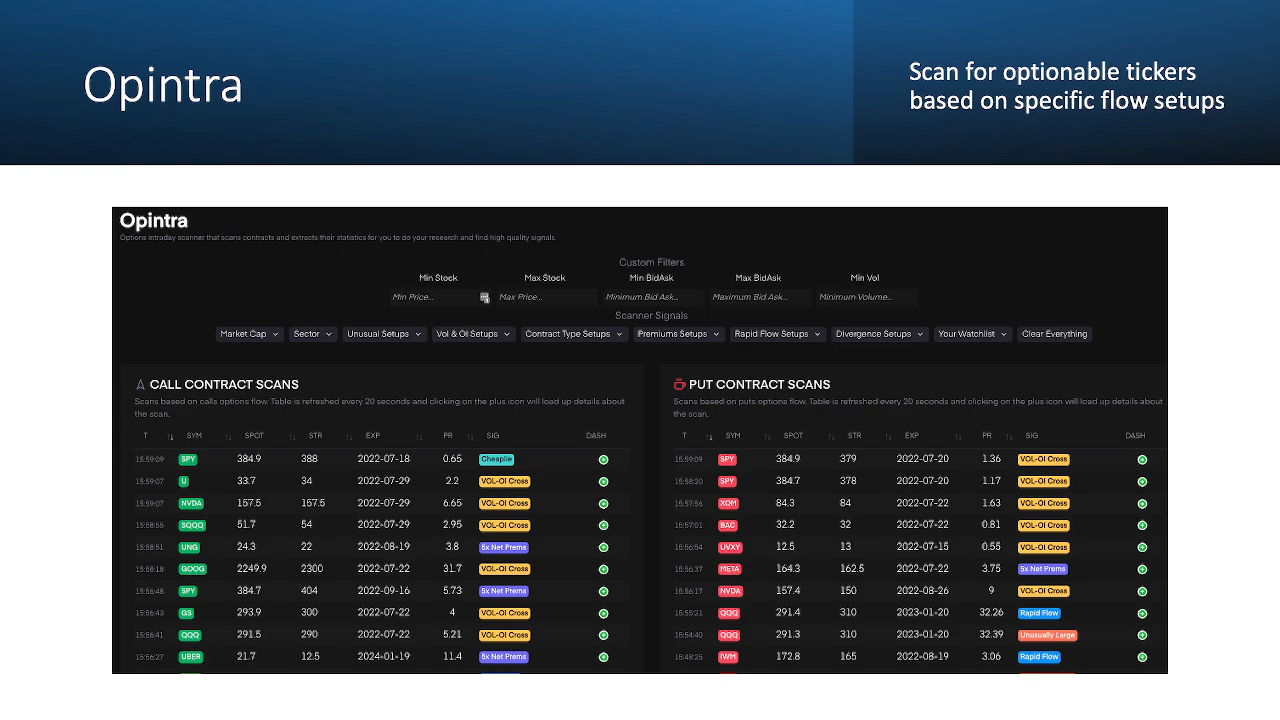 Opintra
Scan for optionable tickers
based on specific flow setups
Opintra
Options intraday scanner that scans contracts and extracts their statistics for you to do your research and find high quality signals.
Custom Filters
Min Stock Max Stock Min BidAsk Max BidAsk Min Vol
Min Price... Max Price... Minimum Bid Ask... Maximum Bid Ask... Minimum Volume...
Scanner Signals
Market Cap Sector Unusual Setups Vol & OI Setups Contract Type Setups Premiums Setups Rapid Flow Setups Divergence Setups Your Watchlist Clear Everything
CALL CONTRACT SCANS
Scans based on calls options flow. Table is refreshed every 20 seconds and clicking on the plus icon will load up details about
the scan.
T SYM SPOT STR EXP PR SIG DASH
15:59:09 SPY 384.9 388 2022-07-18 0.65 Cheaplie
15:59:07 U 33.7 34 2022-07-29 2.2 VOL-OI Cross
15:59:07 NVDA 157.5 157.5 2022-07-29 6.65 VOL-OI Cross
15:58:55 SQQQ 51.7 54 2022-07-29 2.95 VOL-OI Cross
15:58:51 UNG 24.3 22 2022-08-19 3.8 5x Net Prems
15:58:18 GOOG 2249.9 2300 2022-07-22 31.7 VOL-OI Cross
15:56:48 SPY 384.7 404 2022-09-16 5.73 5x Net Prems
15:56:43 GS 293.9 300 2022-07-22 4 VOL-OI Cross
15:56:41 QQQ 291.5 290 2022-07-22 5.21 VOL-OI Cross
15:56:27 UBER 21.7 12.5 2024-01-19 11.4 5x Net Prems
PUT CONTRACT SCANS
Scans based on puts options flow. Table is refreshed every 20 seconds and clicking on the plus icon will load up details about
the scan.
T SYM SPOT STR EXP PR SIG DASH
15:59:09 SPY 384.9 379 2022-07-20 1.36 VOL-OI Cross
15:58:20 SPY 384.7 378 2022-07-20 1.17 VOL-OI Cross
15:57:56 XOM 84.3 84 2022-07-22 1.63 VOL-OI Cross
15:57:01 BAC 32.2 32 2022-07-22 0.81 VOL-OI Cross
15:56:54 UVXY 12.5 13 2022-07-15 0.55 VOL-OI Cross
15:56:37 META 164.3 162.5 2022-07-22 3.75 5x Net Prems
15:56:17 NVDA 157.4 150 2022-08-26 9 VOL-OI Cross
15:55:21 QQQ 291.4 310 2023-01-20 32.26 Rapid Flow
15:54:40 QQQ 291.3 310 2023-01-20 32.39 Unusually Large
15:48:25 IWM 172.8 165 2022-08-19 3.06 Rapid Flow